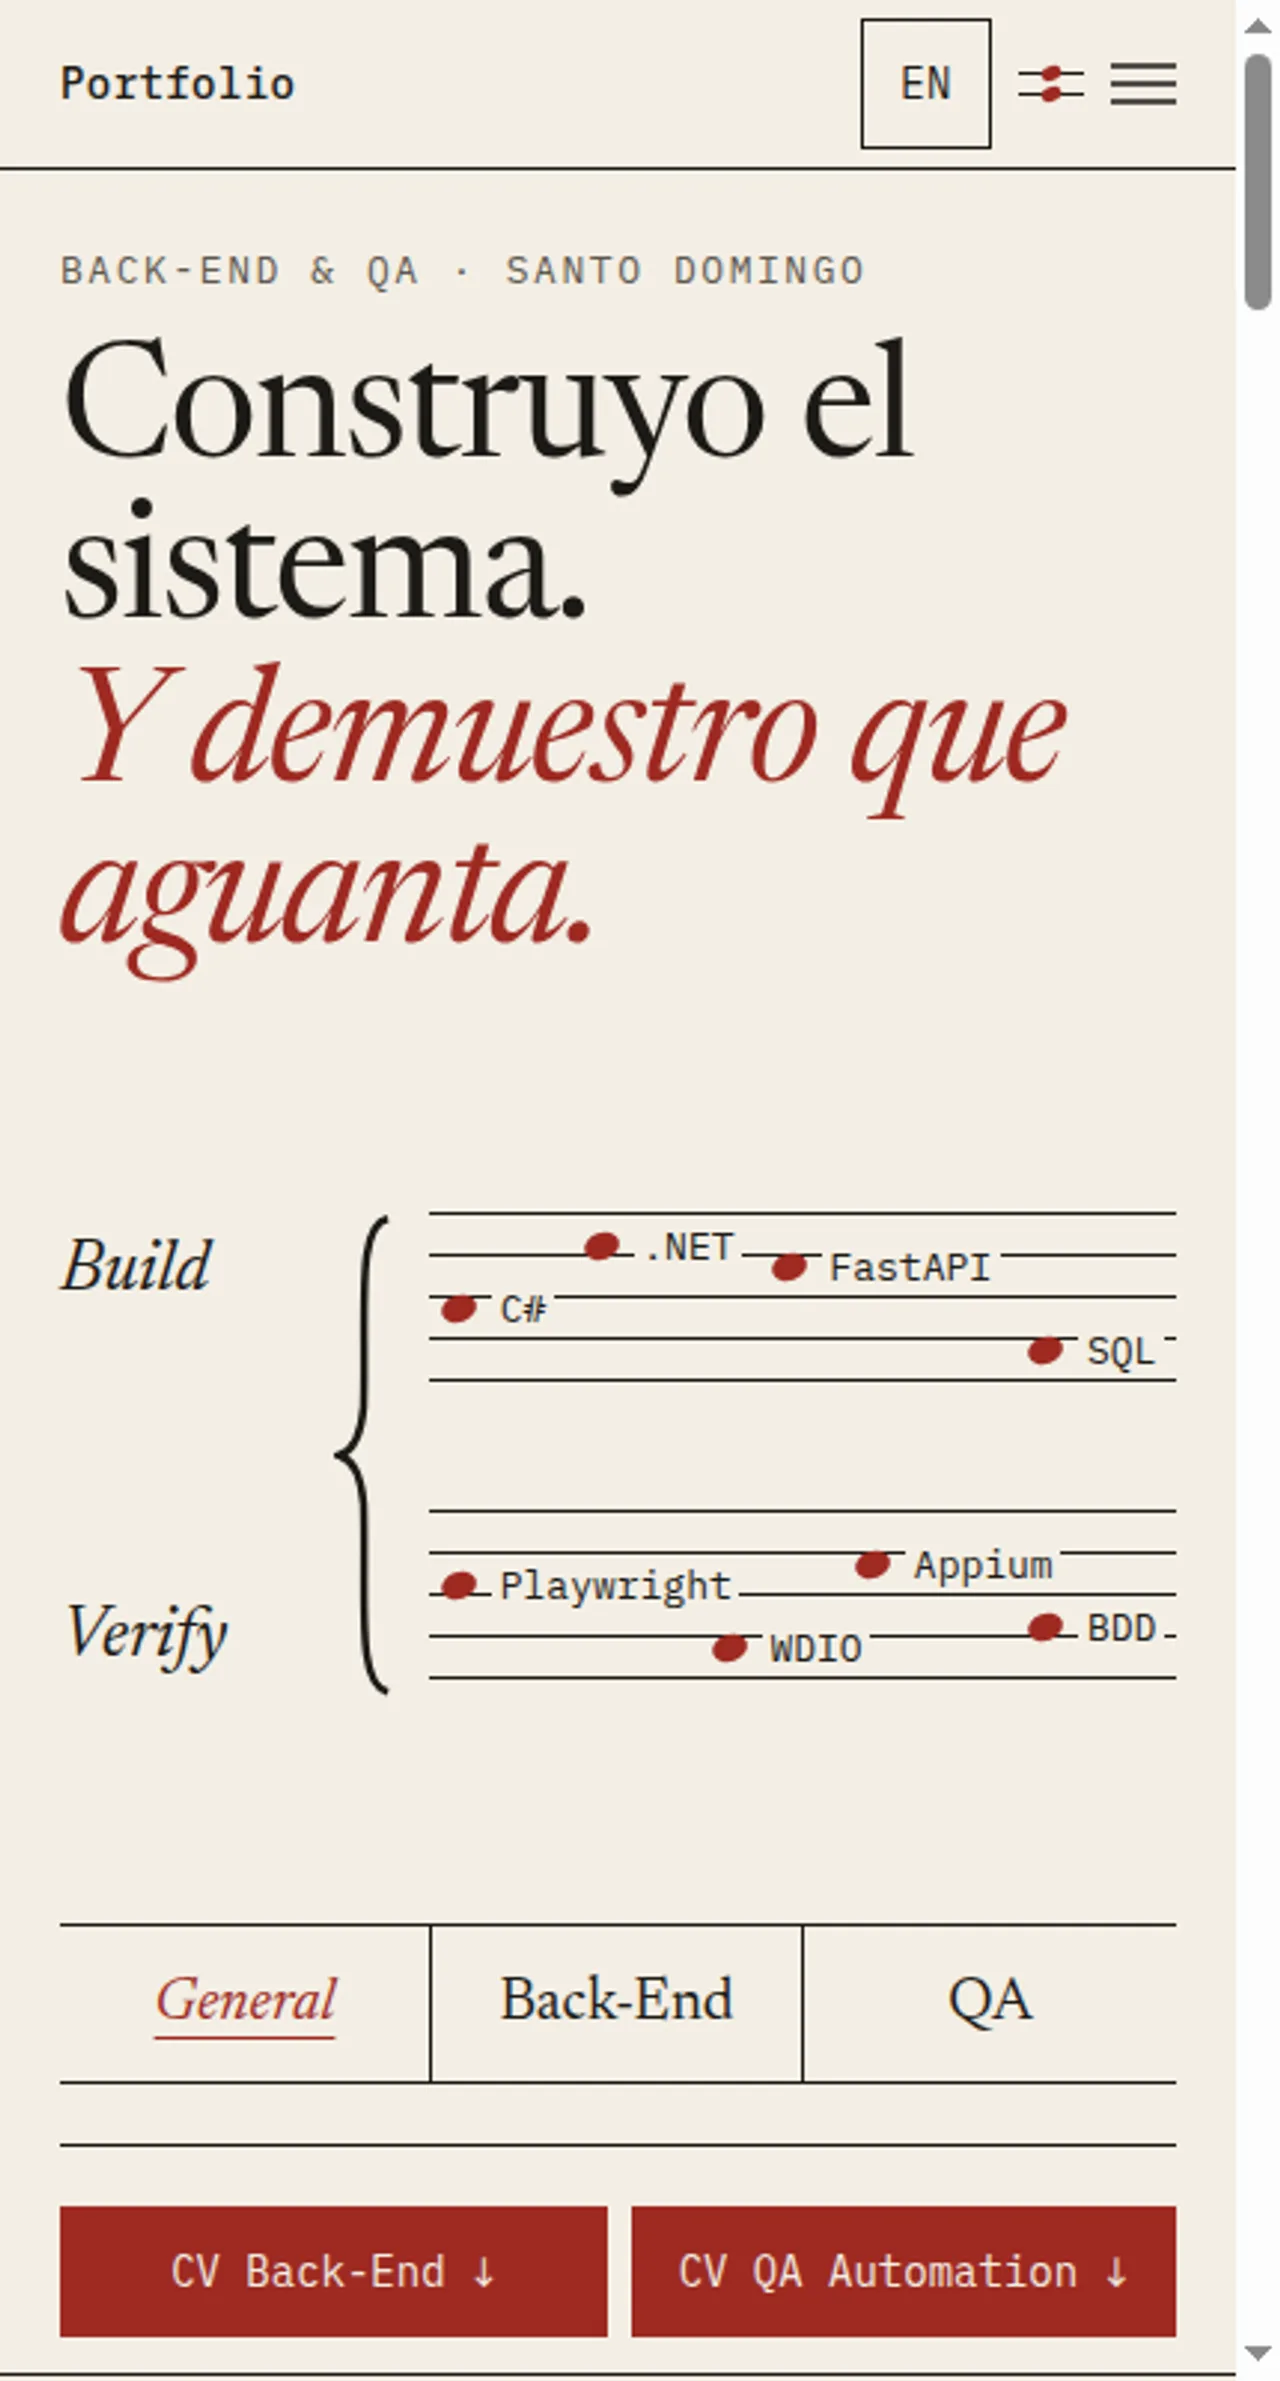 Portfolio
EN
BACK-END & QA · SANTO DOMINGO
Construyo el
sistema.
Y demuestro que
aguanta.
Build
.NET
FastAPI
C#
SQL
Verify
Appium
Playwright
BDD
WDIO
General
Back-End
QA
CV Back-End ↓
CV QA Automation ↓